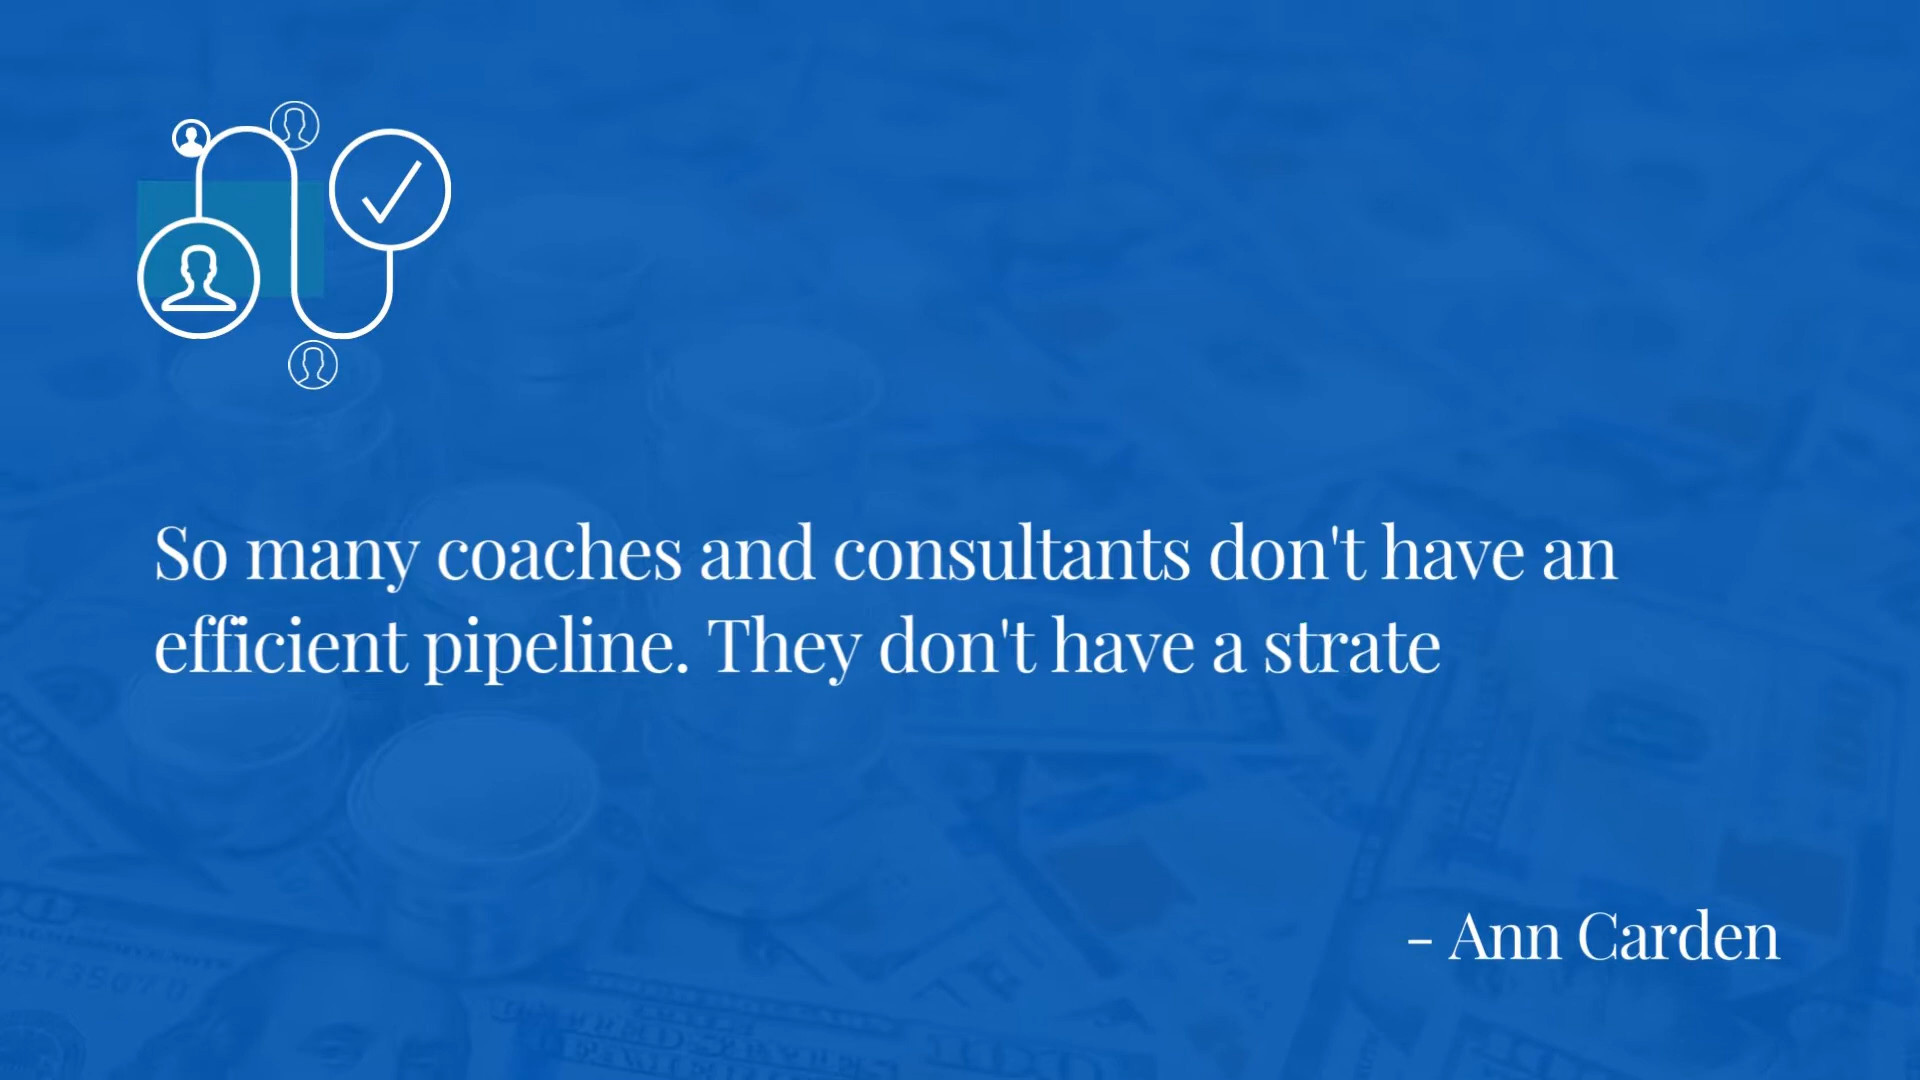 So many coaches and consultants don't have an
efficient pipeline. They don't have a strate
- Ann Carden